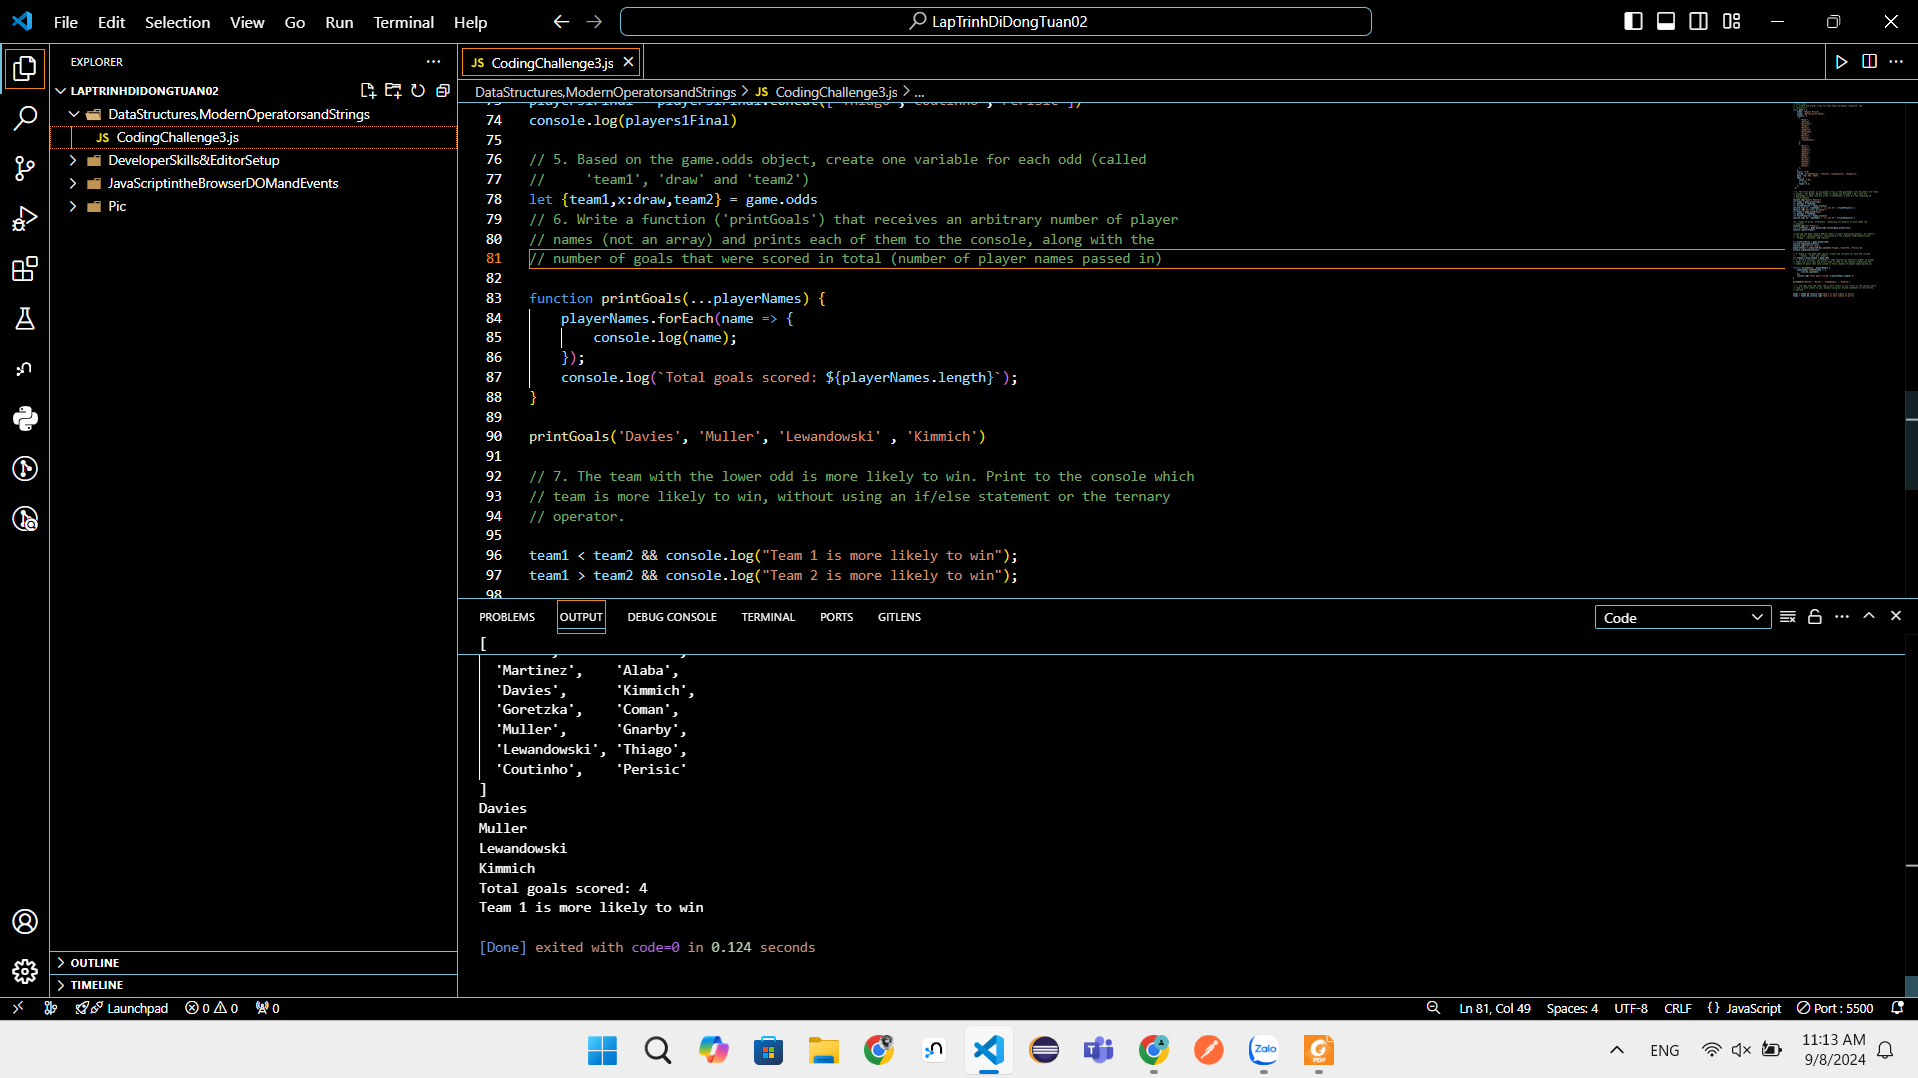 File Edit Selection View Go Run Terminal Help
LapTrinhDiDongTuan02
EXPLORER
LAPTRINHDIDONGTUAN02
DataStructures,ModernOperatorsandStrings
JS CodingChallenge3.js
DeveloperSkills&EditorSetup
JavaScriptintheBrowserDOMandEvents
Pic
OUTLINE
TIMELINE
JS CodingChallenge3.js
DataStructures,ModernOperatorsandStrings > JS CodingChallenge3.js > ...
74 console.log(players1Final)
75
76 // 5. Based on the game.odds object, create one variable for each odd (called
77 //     'team1', 'draw' and 'team2')
78 let {team1,x:draw,team2} = game.odds
79 // 6. Write a function ('printGoals') that receives an arbitrary number of player
80 // names (not an array) and prints each of them to the console, along with the
81 // number of goals that were scored in total (number of player names passed in)
82
83 function printGoals(...playerNames) {
84     playerNames.forEach(name => {
85         console.log(name);
86     });
87     console.log(`Total goals scored: ${playerNames.length}`);
88 }
89
90 printGoals('Davies', 'Muller', 'Lewandowski' , 'Kimmich')
91
92 // 7. The team with the lower odd is more likely to win. Print to the console which
93 // team is more likely to win, without using an if/else statement or the ternary
94 // operator.
95
96 team1 < team2 && console.log("Team 1 is more likely to win");
97 team1 > team2 && console.log("Team 2 is more likely to win");
98
PROBLEMS OUTPUT DEBUG CONSOLE TERMINAL PORTS GITLENS
Code
[
'Martinez', 'Alaba',
'Davies', 'Kimmich',
'Goretzka', 'Coman',
'Muller', 'Gnarby',
'Lewandowski', 'Thiago',
'Coutinho', 'Perisic'
]
Davies
Muller
Lewandowski
Kimmich
Total goals scored: 4
Team 1 is more likely to win
[Done] exited with code=0 in 0.124 seconds
Launchpad 0 0 0
Ln 81, Col 49 Spaces: 4 UTF-8 CRLF {} JavaScript Port : 5500
Zalo
PDF
ENG
11:13 AM
9/8/2024